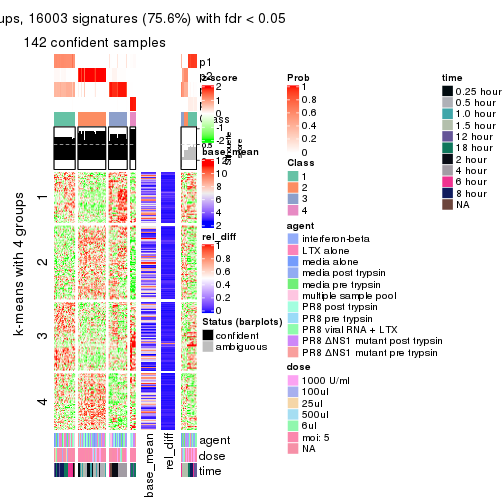 ups, 16003 signatures (75.6%) with fdr < 0.05
142 confident samples
p1
p2
Class
z-score
2
1
0
-1
-2
base_mean
12
10
8
6
4
2
0
rel_diff
1
0.8
0.6
0.4
0.2
0
Status (barplots)
confident
ambiguous
Silhouette
score
k-means with 4 groups
1
2
3
4
agent
dose
time
base_mean
rel_diff
Prob
1
0.8
0.6
0.4
0.2
0
Class
1
2
3
4
agent
interferon-beta
LTX alone
media alone
media post trypsin
media pre trypsin
multiple sample pool
PR8 post trypsin
PR8 pre trypsin
PR8 viral RNA + LTX
PR8 ΔNS1 mutant post trypsin
PR8 ΔNS1 mutant pre trypsin
dose
1000 U/ml
100ul
25ul
500ul
6ul
moi: 5
NA
time
0.25 hour
0.5 hour
1.0 hour
1.5 hour
12 hour
18 hour
2 hour
4 hour
6 hour
8 hour
NA